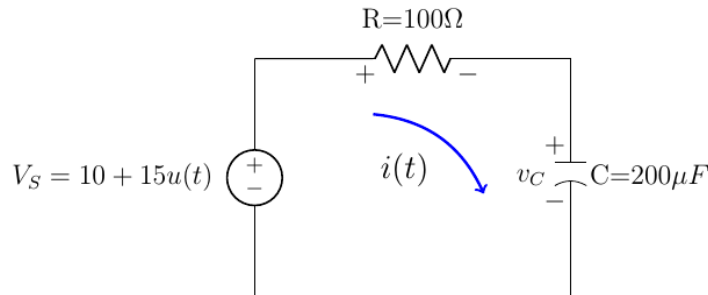 R=100Ω
+ −
i(t)
V_S = 10 + 15u(t)
+
−
+
v_C
−
C=200μF